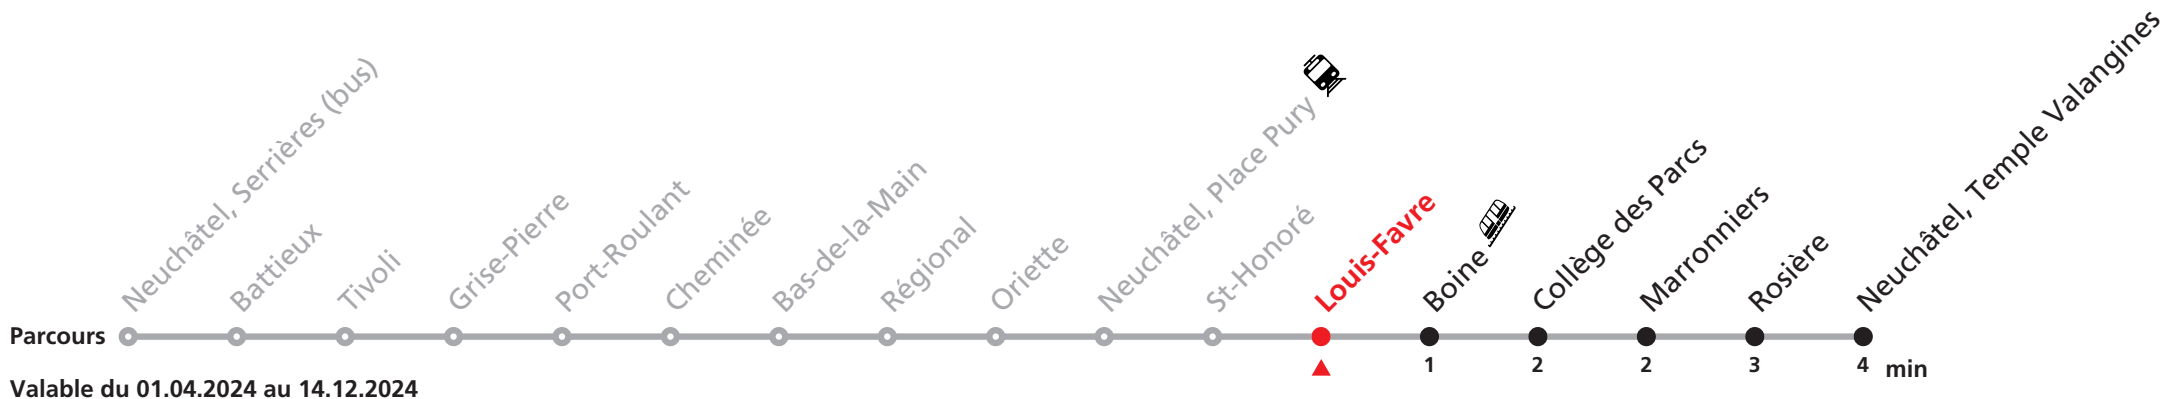 Neuchâtel, Serrières (bus)
Battieux
Tivoli
Grise-Pierre
Port-Roulant
Cheminée
Bas-de-la-Main
Régional
Oriette
Neuchâtel, Place Pury
St-Honoré
Louis-Favre
Boine
Collège des Parcs
Marronniers
Rosière
Neuchâtel, Temple Valangines
Parcours
1 2 2 3 4 min
Valable du 01.04.2024 au 14.12.2024